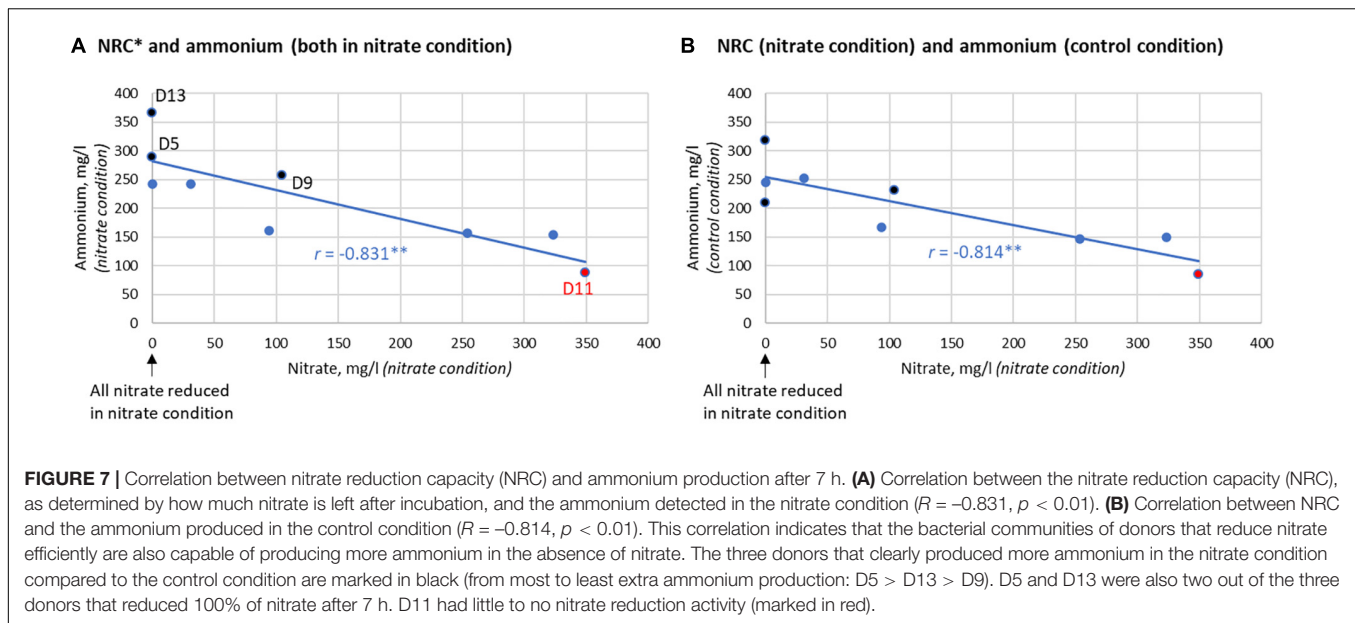 A NRC* and ammonium (both in nitrate condition)
400
350
300
250
200
150
100
50
0
Ammonium, mg/l
(nitrate condition)
D13
D5
D9
r = -0.831**
D11
0 50 100 150 200 250 300 350 400
Nitrate, mg/l (nitrate condition)
All nitrate reduced
in nitrate condition
B NRC (nitrate condition) and ammonium (control condition)
400
350
300
250
200
150
100
50
0
Ammonium, mg/l
(control condition)
r = -0.814**
0 50 100 150 200 250 300 350 400
Nitrate, mg/l (nitrate condition)
All nitrate reduced
in nitrate condition
FIGURE 7 | Correlation between nitrate reduction capacity (NRC) and ammonium production after 7 h. (A) Correlation between the nitrate reduction capacity (NRC),
as determined by how much nitrate is left after incubation, and the ammonium detected in the nitrate condition (R = –0.831, p < 0.01). (B) Correlation between NRC
and the ammonium produced in the control condition (R = –0.814, p < 0.01). This correlation indicates that the bacterial communities of donors that reduce nitrate
efficiently are also capable of producing more ammonium in the absence of nitrate. The three donors that clearly produced more ammonium in the nitrate condition
compared to the control condition are marked in black (from most to least extra ammonium production: D5 > D13 > D9). D5 and D13 were also two out of the three
donors that reduced 100% of nitrate after 7 h. D11 had little to no nitrate reduction activity (marked in red).